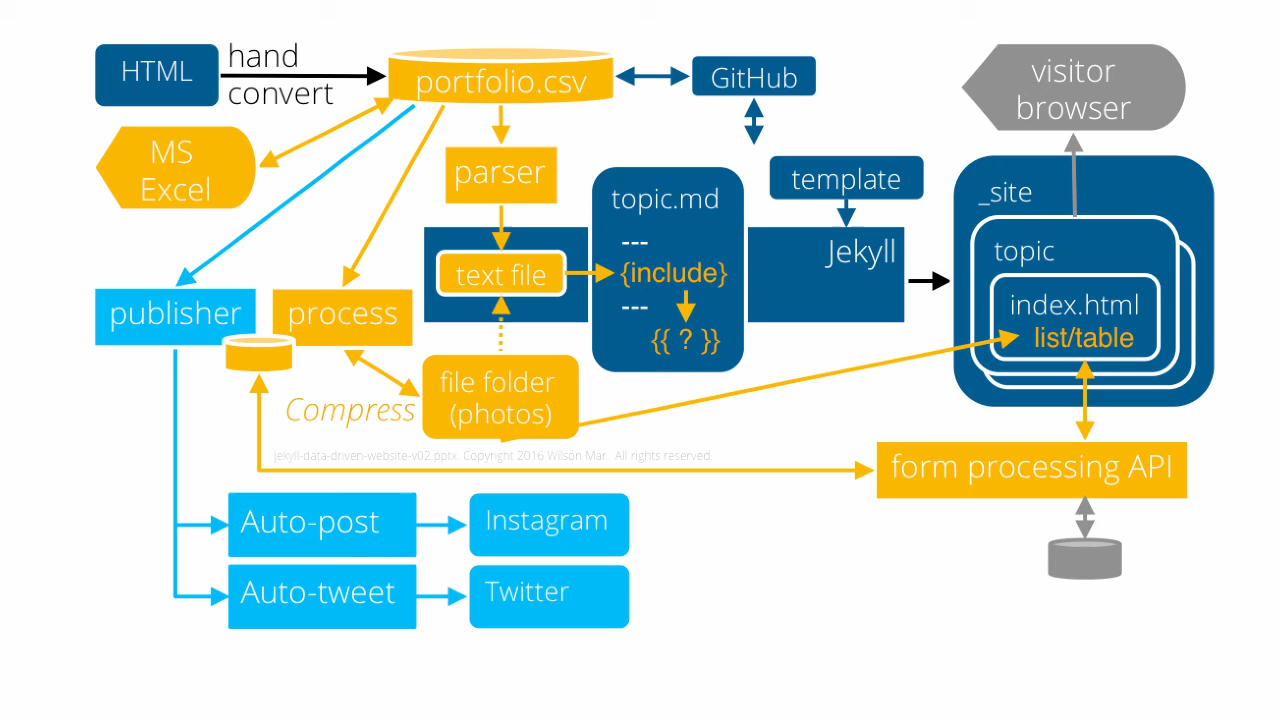 HTML
hand
convert
portfolio.csv
GitHub
visitor
browser
MS
Excel
parser
topic.md
template
_site
---
Jekyll
topic
text file
{include}
---
{{ ? }}
index.html
list/table
publisher
process
file folder
(photos)
Compress
jekyll-data-driven-website-v02.pptx. Copyright 2016 Wilson Mar. All rights reserved.
form processing API
Auto-post
Instagram
Auto-tweet
Twitter